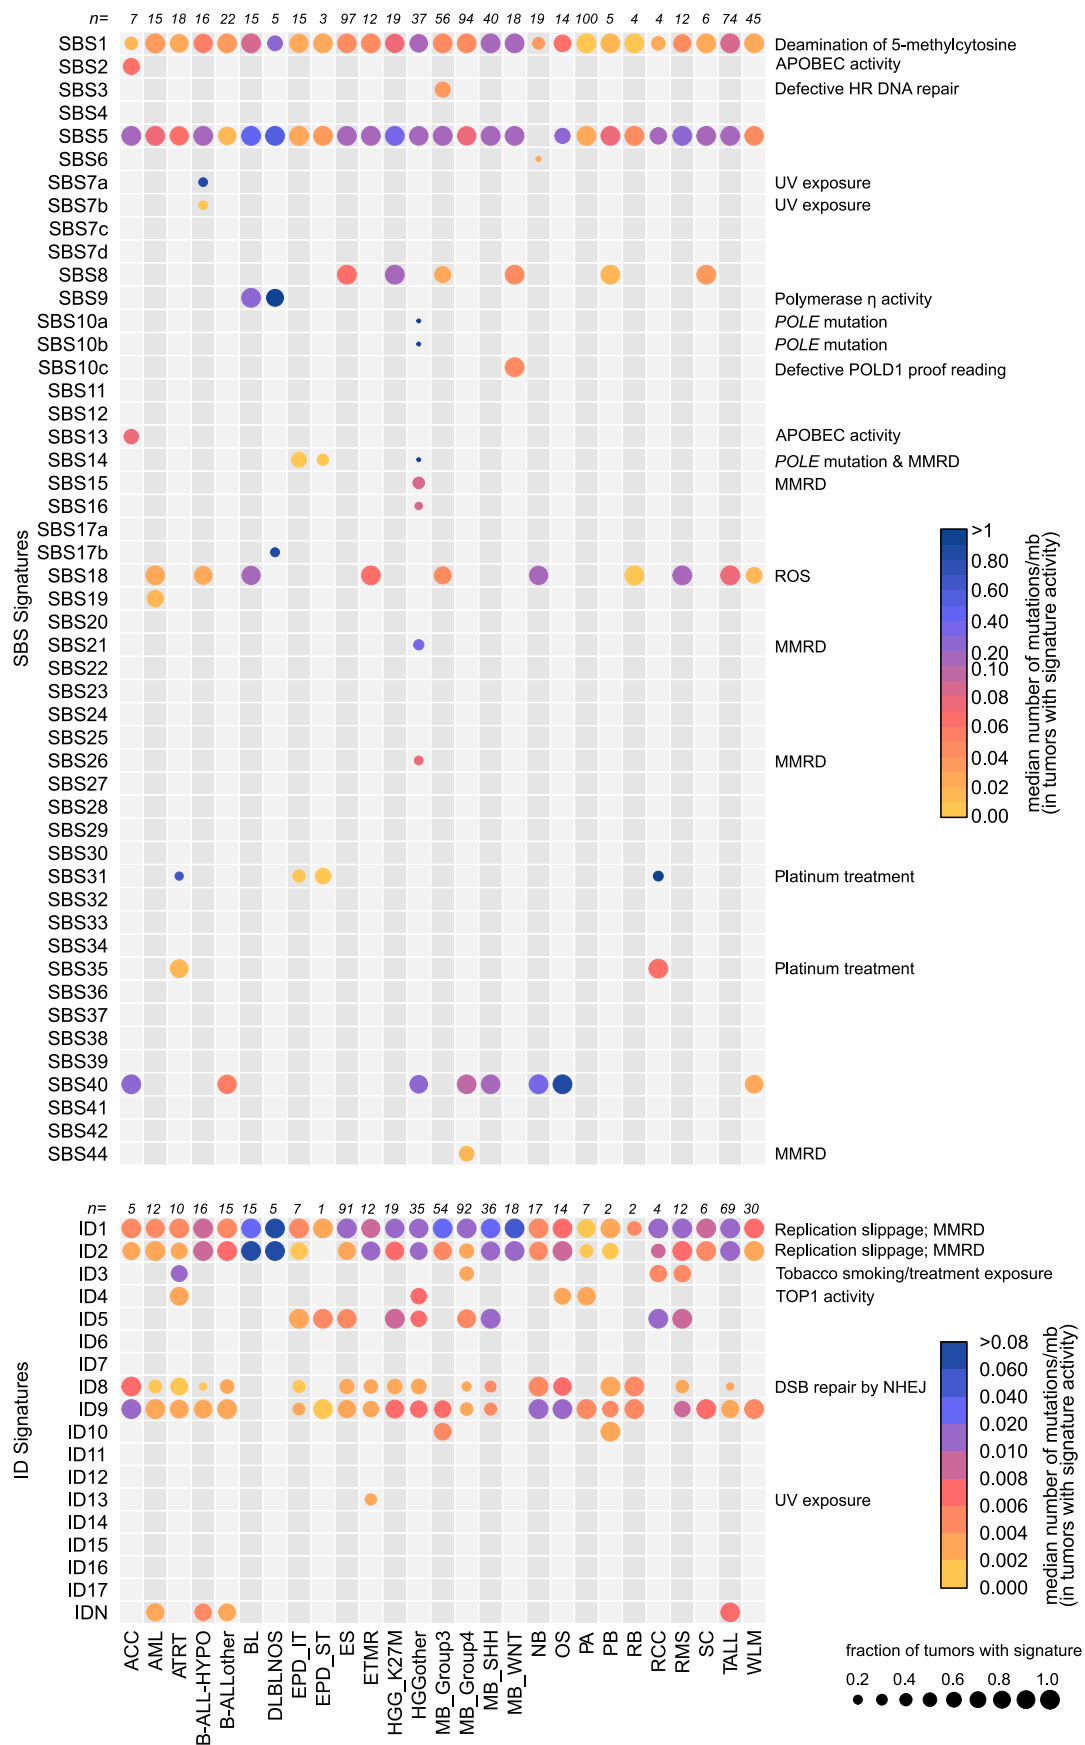 n= 7 15 18 16 22 15 5 15 3 97 12 19 37 56 94 16 18 19 14 100 5 4 4 12 6 74 45
SBS1 Deamination of 5-methylcytosine
SBS2 APOBEC activity
SBS3 Defective HR DNA repair
SBS4
SBS5
SBS6
SBS7a UV exposure
SBS7b UV exposure
SBS7c
SBS7d
SBS8
SBS9 Polymerase η activity
SBS10a POLE mutation
SBS10b POLE mutation
SBS10c Defective POLD1 proof reading
SBS11
SBS12
SBS13 APOBEC activity
SBS14 POLE mutation & MMRD
SBS15 MMRD
SBS16
SBS17a
SBS17b
SBS18 ROS
SBS19
SBS20
SBS21 MMRD
SBS22
SBS23
SBS24
SBS25
SBS26 MMRD
SBS27
SBS28
SBS29
SBS30
SBS31 Platinum treatment
SBS32
SBS33
SBS34
SBS35 Platinum treatment
SBS36
SBS37
SBS38
SBS39
SBS40
SBS41
SBS42
SBS44 MMRD
SBS Signatures
>1
0.80
0.60
0.40
0.20
0.10
0.08
0.06
0.04
0.02
0.00
median number of mutations/mb
(in tumors with signature activity)
n= 5 12 10 16 15 15 5 7 1 91 12 19 35 54 92 36 18 17 14 7 2 2 4 12 6 69 30
ID1 Replication slippage; MMRD
ID2 Replication slippage; MMRD
ID3 Tobacco smoking/treatment exposure
ID4 TOP1 activity
ID5
ID6
ID7
ID8 DSB repair by NHEJ
ID9
ID10
ID11
ID12
ID13 UV exposure
ID14
ID15
ID16
ID17
IDN
ID Signatures
>0.08
0.060
0.040
0.020
0.010
0.008
0.006
0.004
0.002
0.000
median number of mutations/mb
(in tumors with signature activity)
ACC
AML
ATRT
B-ALL-HYPO
B-ALLother
BL
DLBLNOS
EPD_IT
EPD_ST
ES
ETMR
HGG_K27M
HGGother
MB_Group3
MB_Group4
MB_SHH
MB_WNT
NB
OS
PA
PB
RB
RCC
RMS
SC
TALL
WLM
fraction of tumors with signature
0.2 0.4 0.6 0.8 1.0